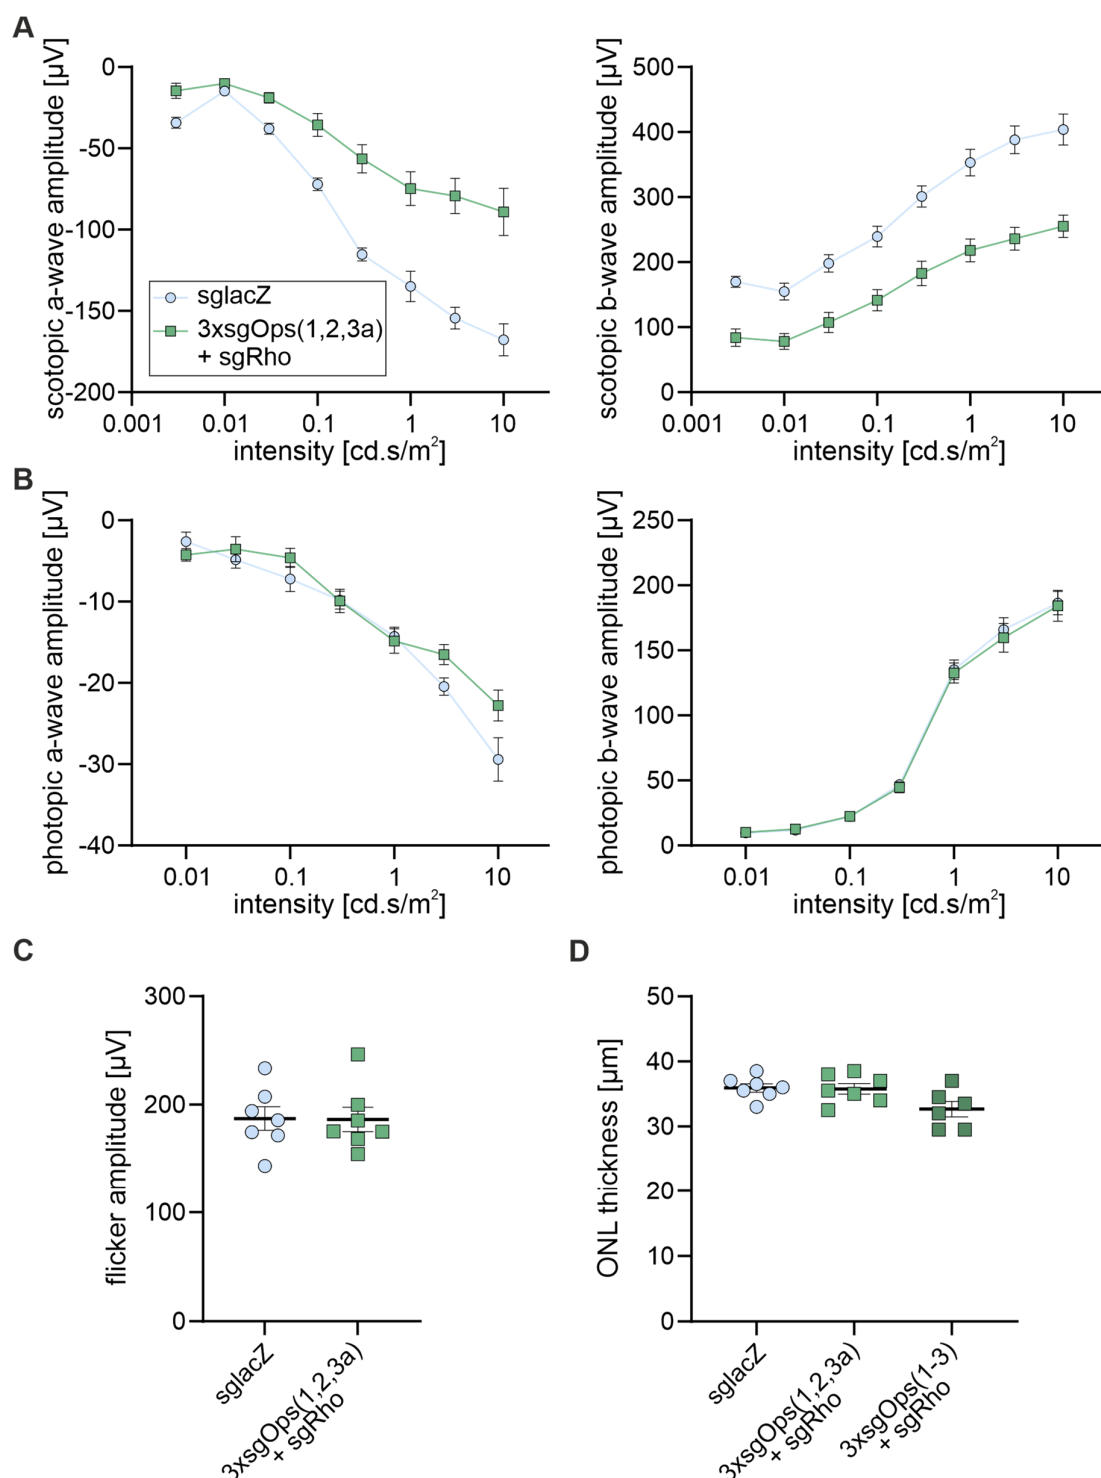 A
scotopic a-wave amplitude [µV]
0
-50
-100
-150
-200
sglacZ
3xsgOps(1,2,3a)
+ sgRho
0.001
0.01
0.1
1
10
intensity [cd.s/m²]
scotopic b-wave amplitude [µV]
500
400
300
200
100
0
0.001
0.01
0.1
1
10
intensity [cd.s/m²]
B
photopic a-wave amplitude [µV]
0
-10
-20
-30
-40
0.01
0.1
1
10
intensity [cd.s/m²]
photopic b-wave amplitude [µV]
250
200
150
100
50
0
0.01
0.1
1
10
intensity [cd.s/m²]
C
flicker amplitude [µV]
300
200
100
0
sglacZ
3xsgOps(1,2,3a)
+ sgRho
D
ONL thickness [µm]
50
40
30
20
10
0
sglacZ
3xsgOps(1,2,3a)
+ sgRho
3xsgOps(1-3)
+ sgRho